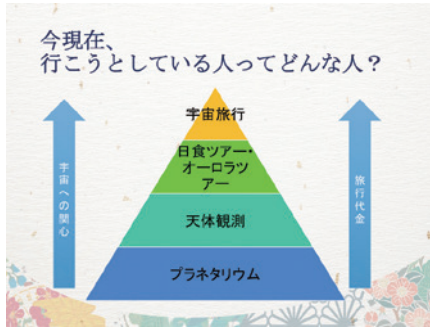 今現在、
行こうとしている人ってどんな人？
宇宙旅行
日食ツアー・
オーロラツ
アー
天体観測
プラネタリウム
宇宙への関心
旅行代金